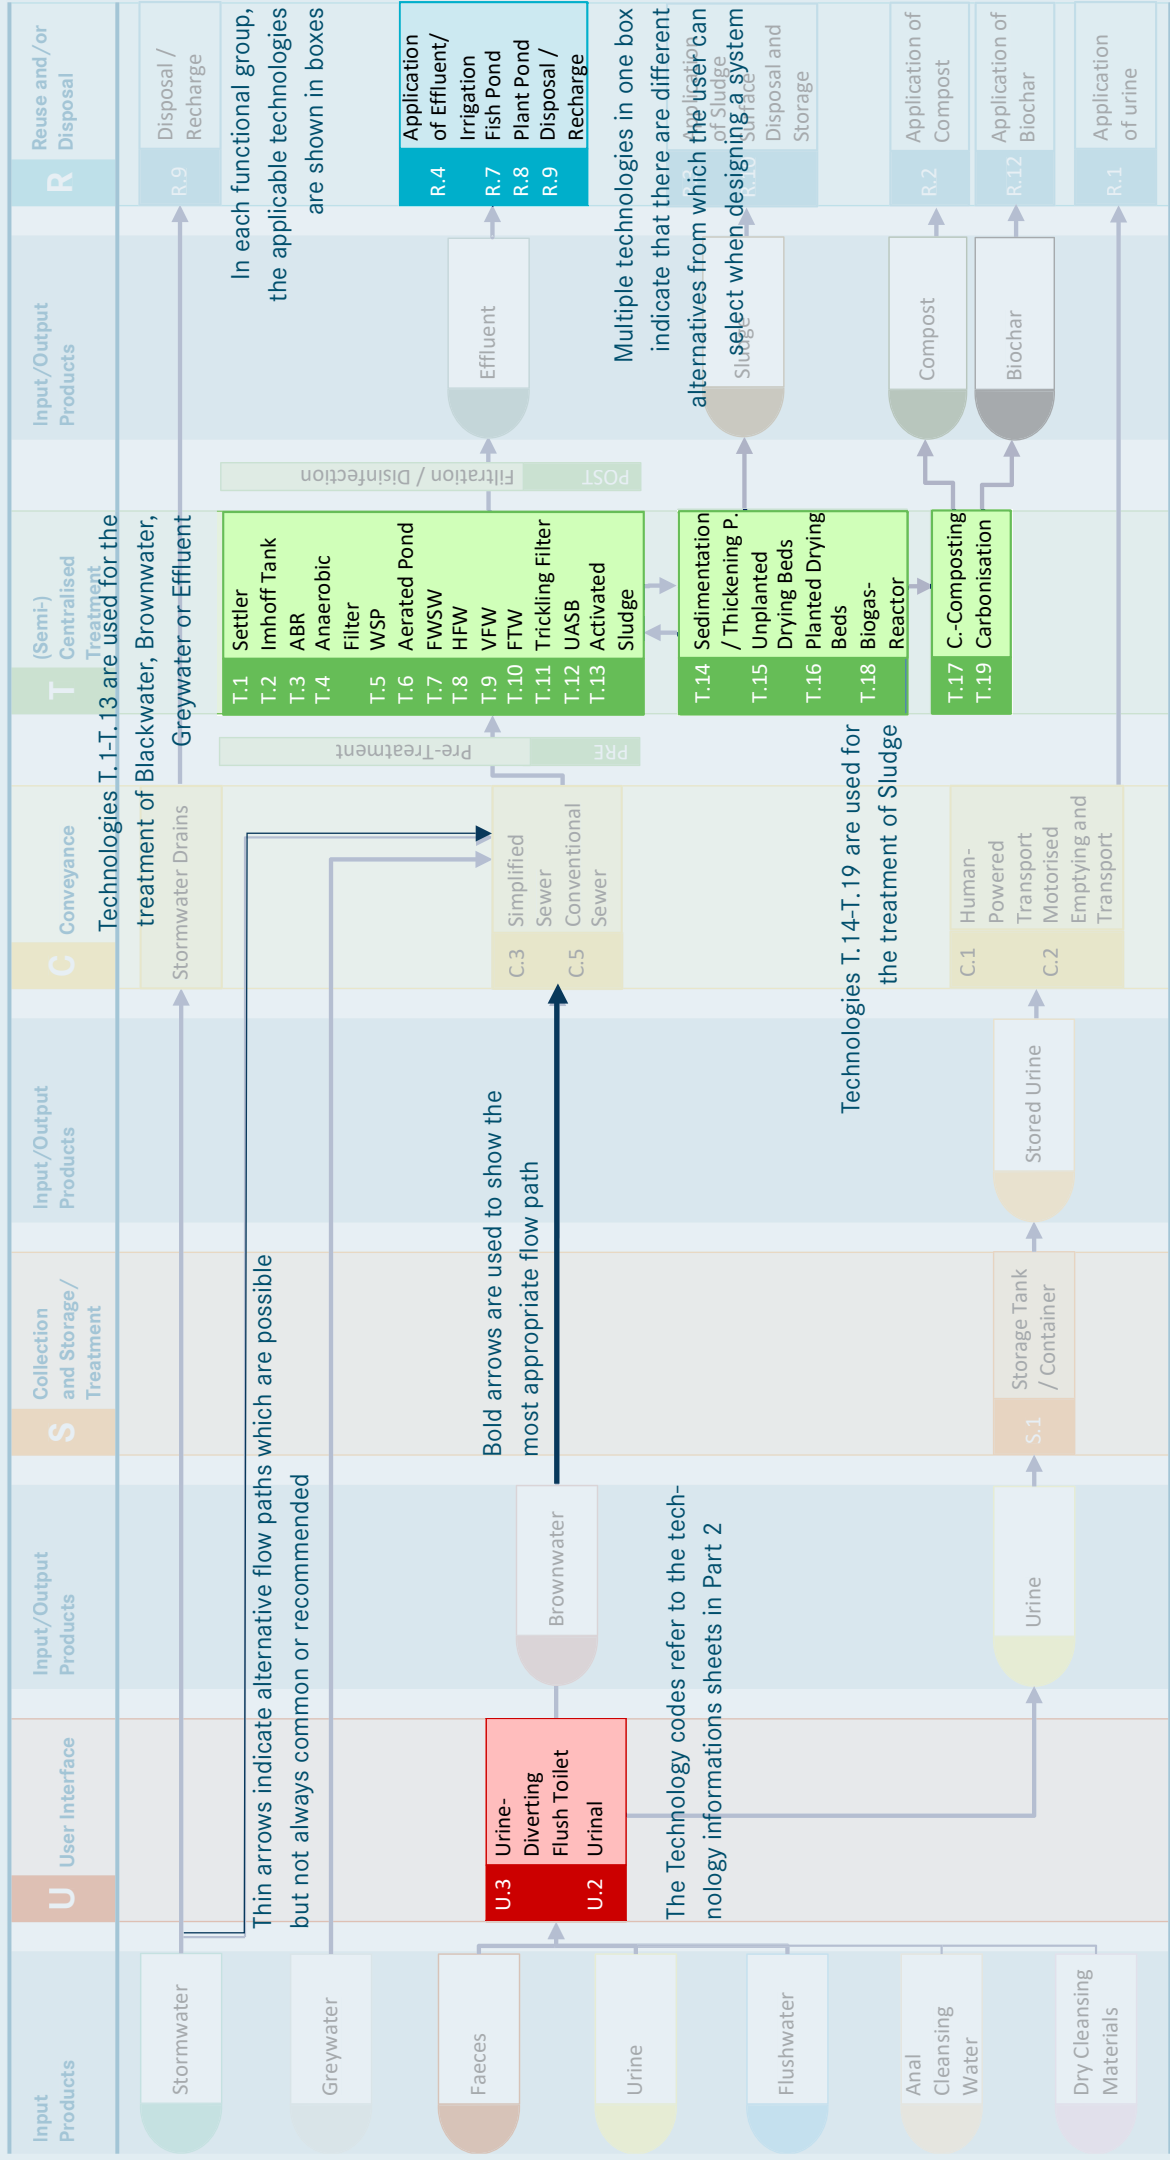 Input
Products
U
User Interface
Input/Output
Products
S
Collection
and Storage/
Treatment
Input/Output
Products
C
Conveyance
T
(Semi-)
Centralised
Treatment
Input/Output
Products
R
Reuse and/or
Disposal
Stormwater
Greywater
Faeces
Urine
Flushwater
Anal
Cleansing
Water
Dry Cleansing
Materials
Thin arrows indicate alternative flow paths which are possible
but not always common or recommended
U.3 Urine-
Diverting
Flush Toilet
U.2 Urinal
The Technology codes refer to the tech-
nology informations sheets in Part 2
Brownwater
Urine
Bold arrows are used to show the
most appropriate flow path
S.1 Storage Tank
/ Container
Stored Urine
Stormwater Drains
C.3 Simplified
Sewer
C.5 Conventional
Sewer
C.1 Human-
Powered
Transport
C.2 Motorised
Emptying and
Transport
Technologies T.1-T.13 are used for the
treatment of Blackwater, Brownwater,
Greywater or Effluent
Technologies T.14-T.19 are used for
the treatment of Sludge
PRE Pre-Treatment
T.1 Settler
T.2 Imhoff Tank
T.3 ABR
T.4 Anaerobic
Filter
T.5 WSP
T.6 Aerated Pond
T.7 FWSW
T.8 HFW
T.9 VFW
T.10 FTW
T.11 Trickling Filter
T.12 UASB
T.13 Activated
Sludge
T.14 Sedimentation
/ Thickening P.
T.15 Unplanted
Drying Beds
T.16 Planted Drying
Beds
T.18 Biogas-
Reactor
T.17 C.-Composting
T.19 Carbonisation
POST Filtration / Disinfection
Effluent
Sludge
Compost
Biochar
In each functional group,
the applicable technologies
are shown in boxes
Multiple technologies in one box
indicate that there are different
alternatives from which the user can
select when designing a system
R.9 Disposal /
Recharge
R.4 Application
of Effluent/
Irrigation
R.7 Fish Pond
R.8 Plant Pond
R.9 Disposal /
Recharge
Application
of Sludge
R.10 Surface
Disposal and
Storage
R.2 Application of
Compost
R.12 Application of
Biochar
R.1 Application
of urine